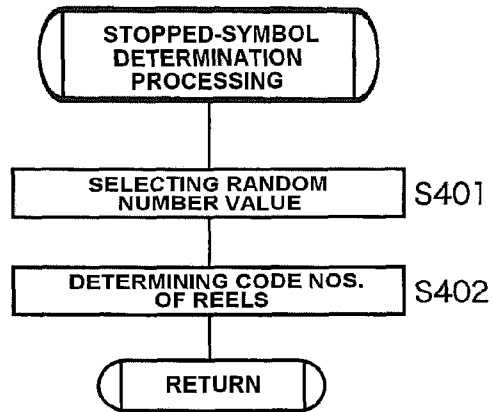 STOPPED-SYMBOL
DETERMINATION
PROCESSING
SELECTING RANDOM
NUMBER VALUE
S401
DETERMINING CODE NOS.
OF REELS
S402
RETURN